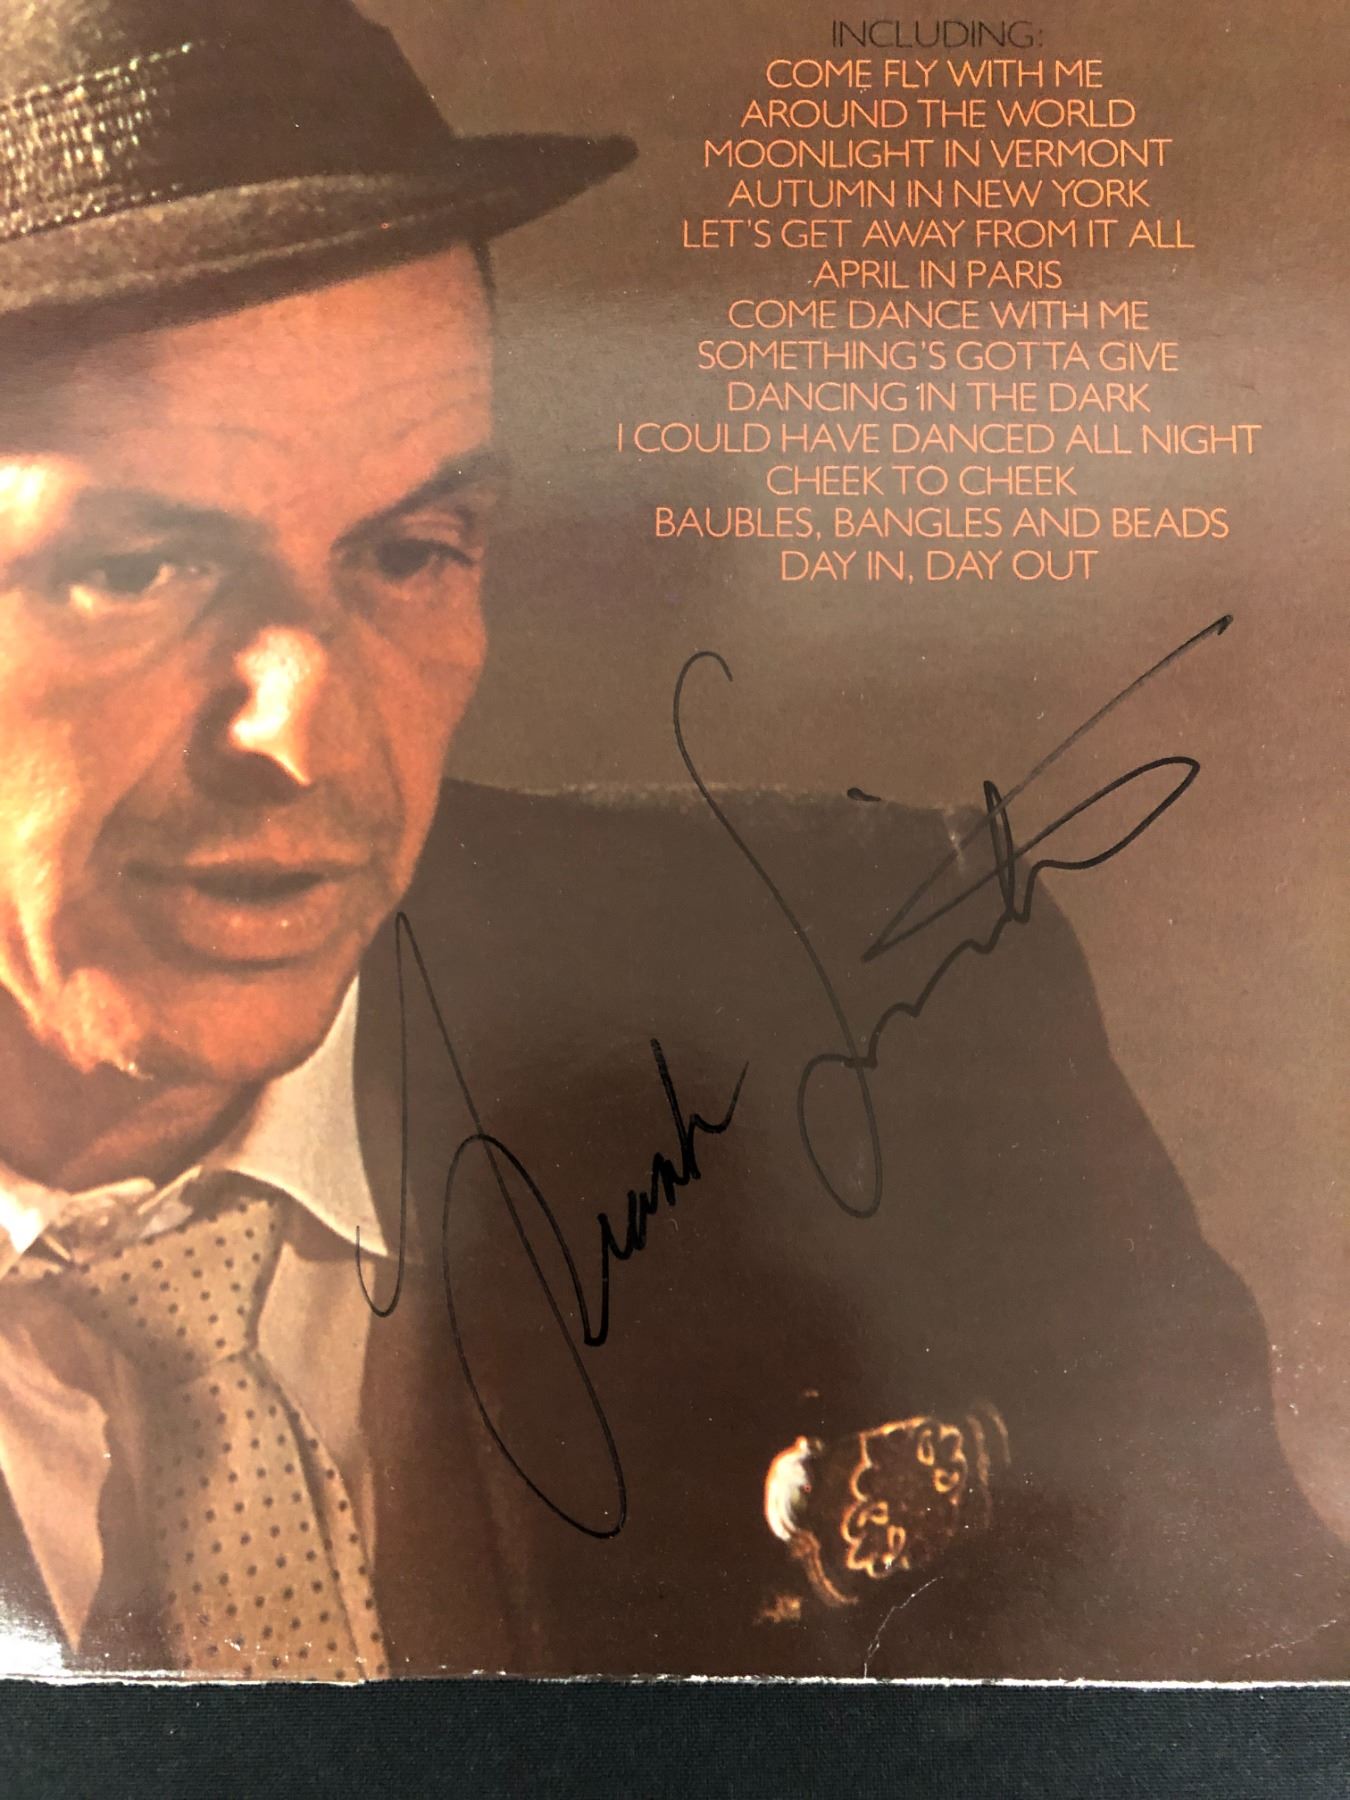 INCLUDING:
COME FLY WITH ME
AROUND THE WORLD
MOONLIGHT IN VERMONT
AUTUMN IN NEW YORK
LET'S GET AWAY FROM IT ALL
APRIL IN PARIS
COME DANCE WITH ME
SOMETHING'S GOTTA GIVE
DANCING IN THE DARK
I COULD HAVE DANCED ALL NIGHT
CHEEK TO CHEEK
BAUBLES, BANGLES AND BEADS
DAY IN, DAY OUT
Frank Sinatra